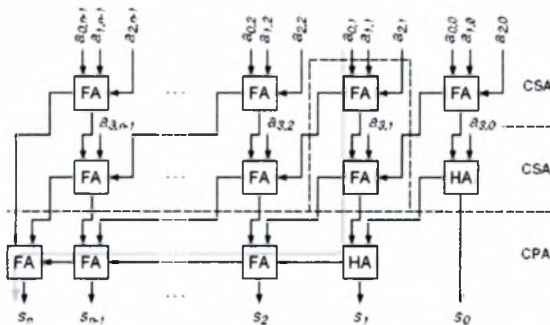 a0,n-1 a1,n-1 a2,n-1 a0,2 a1,2 a2,2 a0,1 a1,1 a2,1 a0,0 a1,0 a2,0
FA ... FA FA FA CSA
a3,n-1 a3,2 a3,1 a3,0
FA ... FA FA HA CSA
FA FA ... FA HA CPA
sn sn-1 ... s2 s1 s0